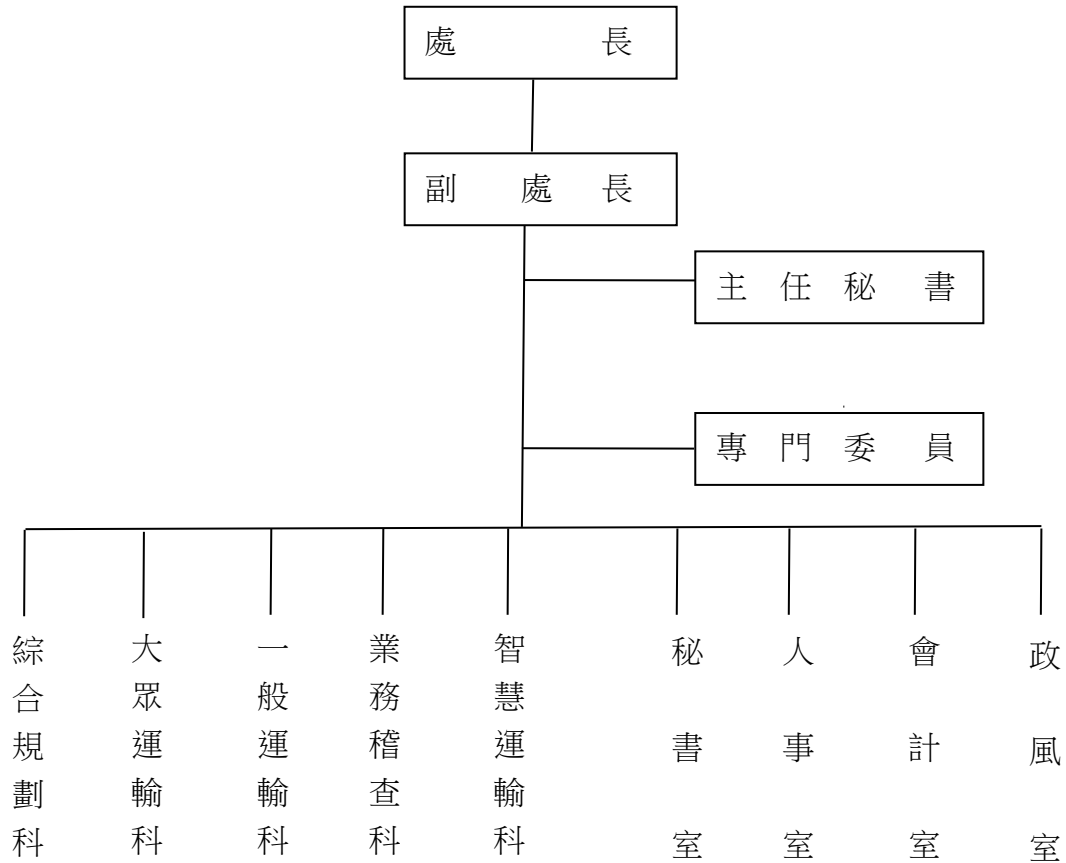 處長
副處長
主任秘書
專門委員
綜合規劃科
大眾運輸科
一般運輸科
業務稽查科
智慧運輸科
秘書室
人事室
會計室
政風室